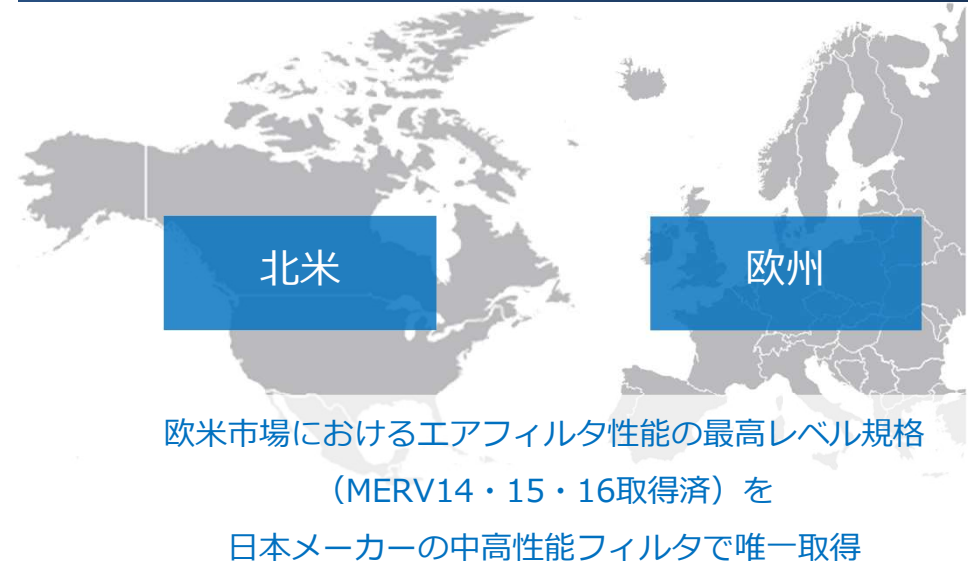 北米
欧州
欧米市場におけるエアフィルタ性能の最高レベル規格
（MERV14・15・16取得済）を
日本メーカーの中高性能フィルタで唯一取得